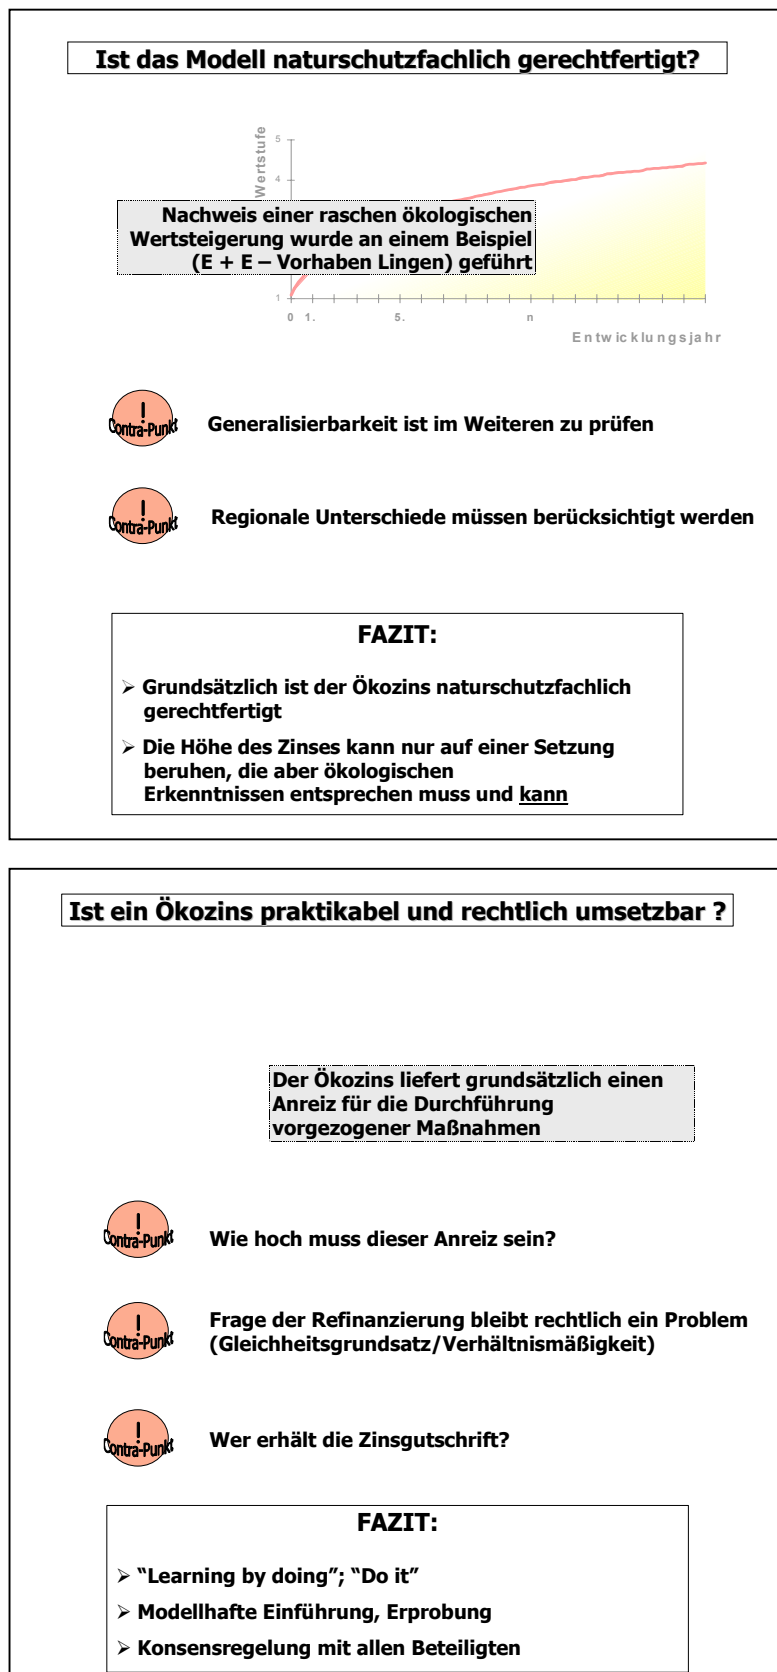 Ist das Modell naturschutzfachlich gerechtfertigt?
Wertstufe
5
4
Nachweis einer raschen ökologischen
Wertsteigerung wurde an einem Beispiel
(E + E – Vorhaben Lingen) geführt
1
0 1. 5. n
Entwicklungsjahr
!
Contra-Punkt
Generalisierbarkeit ist im Weiteren zu prüfen
!
Contra-Punkt
Regionale Unterschiede müssen berücksichtigt werden
FAZIT:
➢ Grundsätzlich ist der Ökozins naturschutzfachlich
gerechtfertigt
➢ Die Höhe des Zinses kann nur auf einer Setzung
beruhen, die aber ökologischen
Erkenntnissen entsprechen muss und kann
Ist ein Ökozins praktikabel und rechtlich umsetzbar ?
Der Ökozins liefert grundsätzlich einen
Anreiz für die Durchführung
vorgezogener Maßnahmen
!
Contra-Punkt
Wie hoch muss dieser Anreiz sein?
!
Contra-Punkt
Frage der Refinanzierung bleibt rechtlich ein Problem
(Gleichheitsgrundsatz/Verhältnismäßigkeit)
!
Contra-Punkt
Wer erhält die Zinsgutschrift?
FAZIT:
➢ “Learning by doing”; “Do it”
➢ Modellhafte Einführung, Erprobung
➢ Konsensregelung mit allen Beteiligten